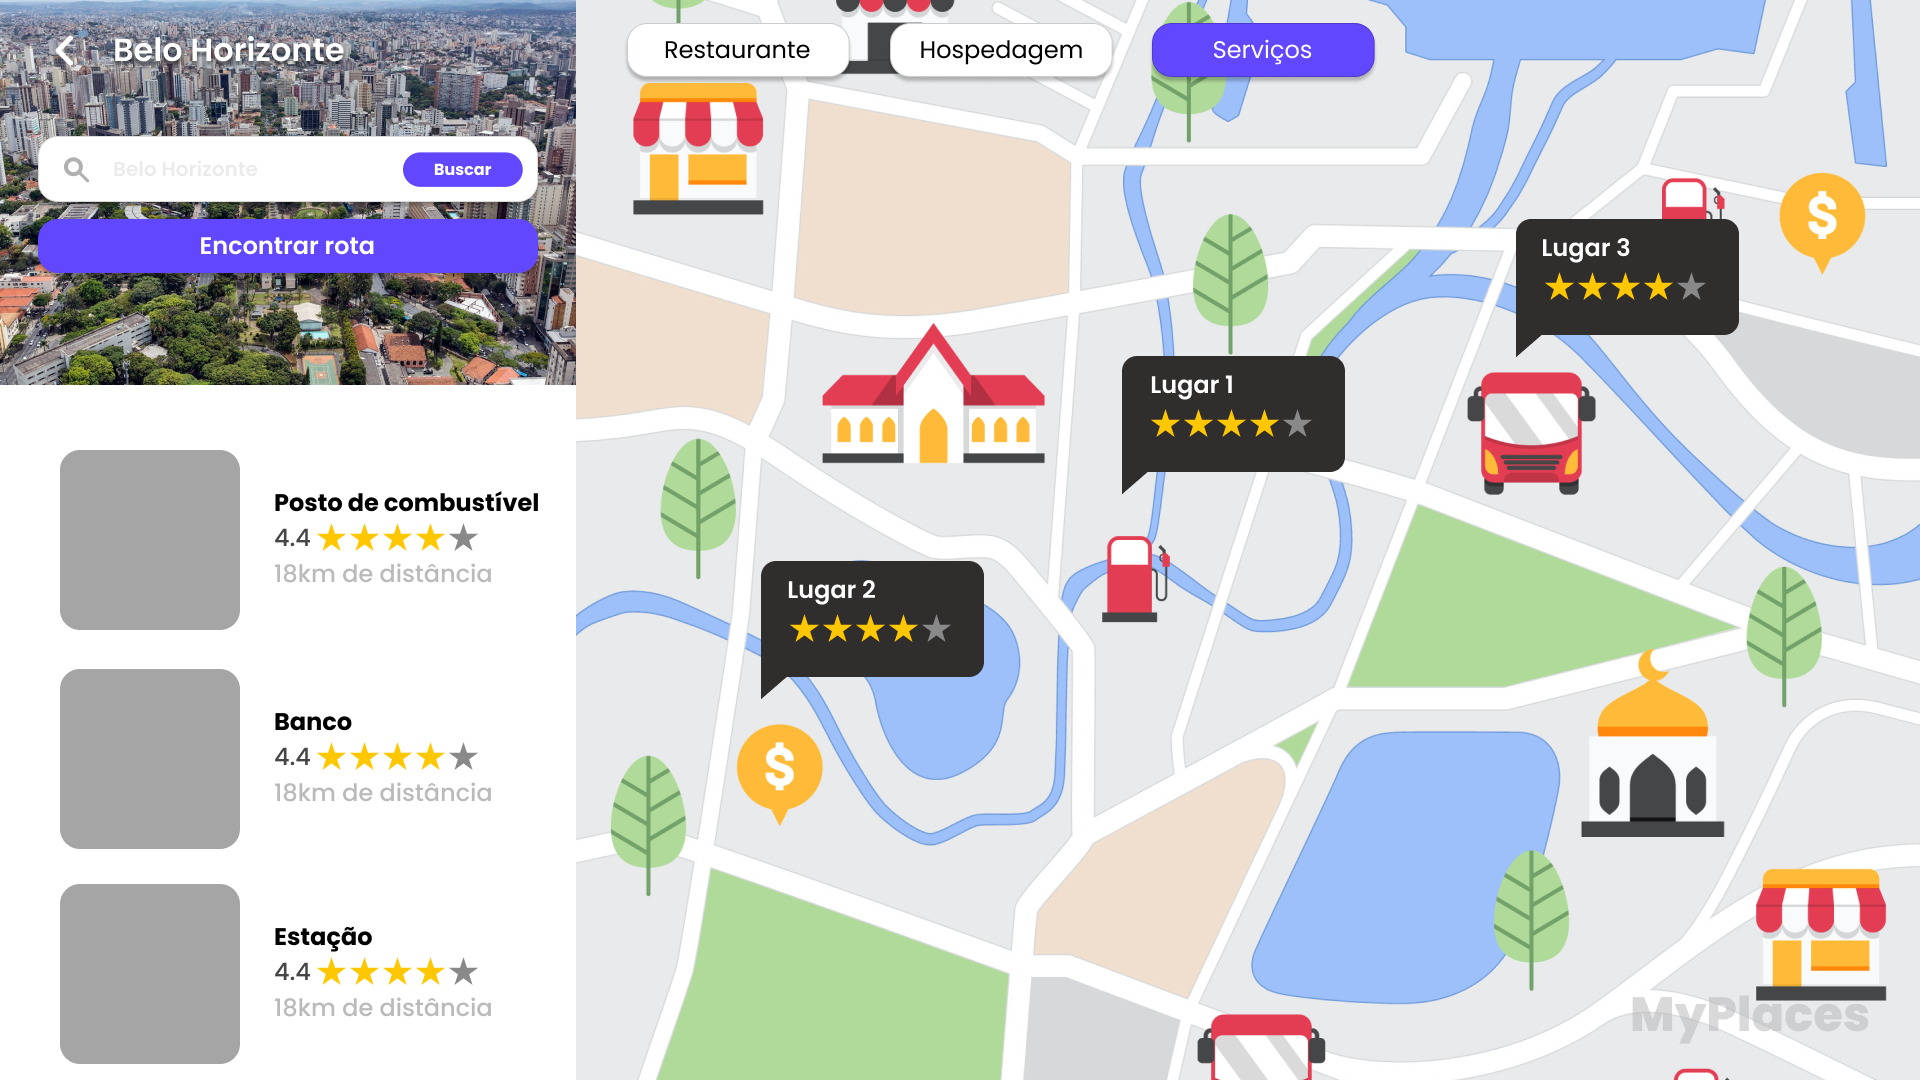 Belo Horizonte
Belo Horizonte
Buscar
Encontrar rota
Posto de combustível
4.4
18km de distância
Banco
4.4
18km de distância
Estação
4.4
18km de distância
Restaurante
Hospedagem
Serviços
Lugar 3
Lugar 1
Lugar 2
$
$
MyPlaces